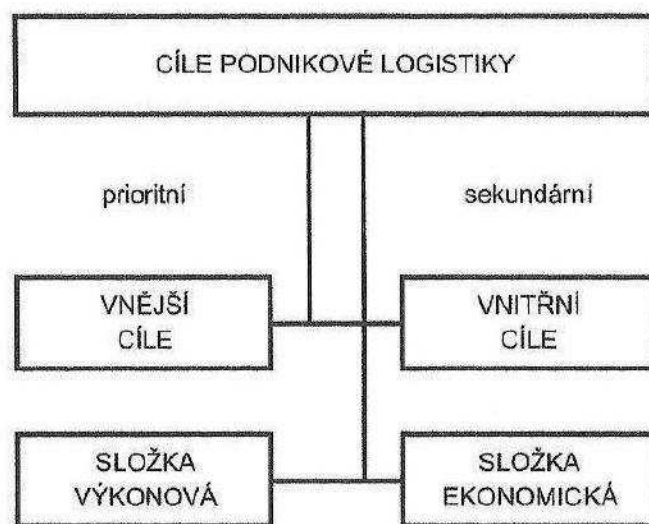 CÍLE PODNIKOVÉ LOGISTIKY
prioritní
sekundární
VNĚJŠÍ
CÍLE
VNITŘNÍ
CÍLE
SLOŽKA
VÝKONOVÁ
SLOŽKA
EKONOMICKÁ